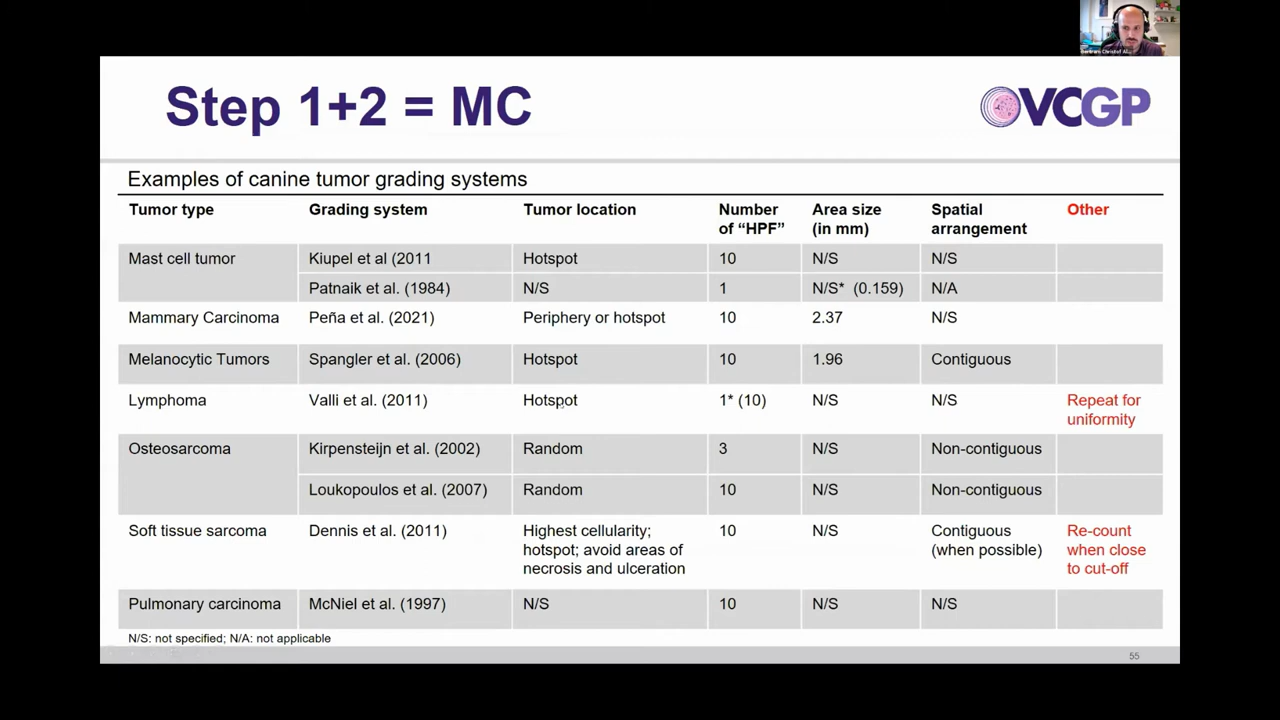 Bertram, Christof Al...
Step 1+2 = MC
VCGP
Examples of canine tumor grading systems
Tumor type Grading system Tumor location Number of “HPF” Area size (in mm) Spatial arrangement Other
Mast cell tumor Kiupel et al (2011 Hotspot 10 N/S N/S
Patnaik et al. (1984) N/S 1 N/S* (0.159) N/A
Mammary Carcinoma Peña et al. (2021) Periphery or hotspot 10 2.37 N/S
Melanocytic Tumors Spangler et al. (2006) Hotspot 10 1.96 Contiguous
Lymphoma Valli et al. (2011) Hotspot 1* (10) N/S N/S Repeat for uniformity
Osteosarcoma Kirpensteijn et al. (2002) Random 3 N/S Non-contiguous
Loukopoulos et al. (2007) Random 10 N/S Non-contiguous
Soft tissue sarcoma Dennis et al. (2011) Highest cellularity; hotspot; avoid areas of necrosis and ulceration 10 N/S Contiguous (when possible) Re-count when close to cut-off
Pulmonary carcinoma McNiel et al. (1997) N/S 10 N/S N/S
N/S: not specified; N/A: not applicable
55